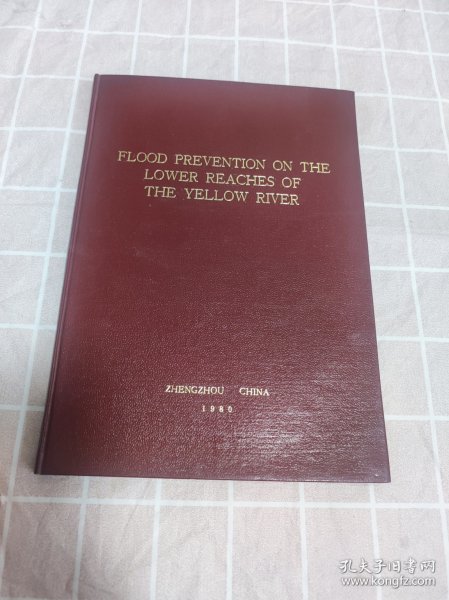 FLOOD PREVENTION ON THE
LOWER REACHES OF
THE YELLOW RIVER
ZHENGZHOU CHINA
1980
孔夫子旧书网
www.kongfz.com